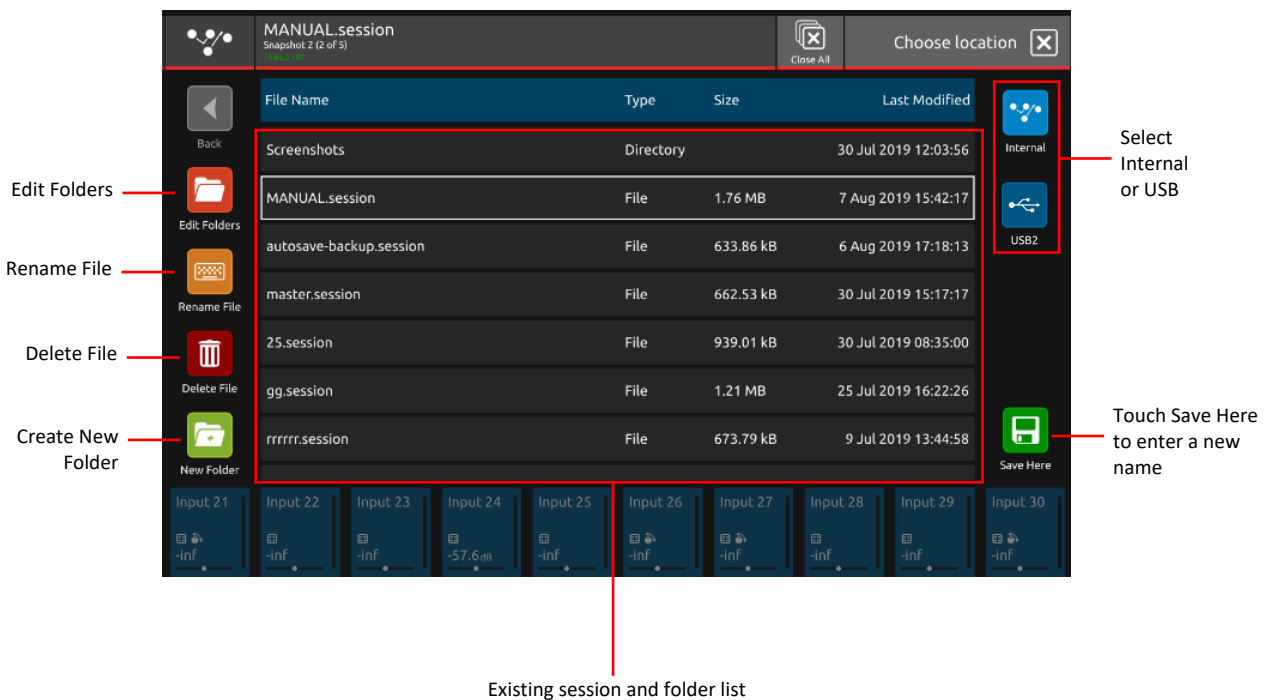 MANUAL.session
Snapshot 2 (2 of 5)
Close All
Choose location
File Name Type Size Last Modified
Back
Screenshots Directory 30 Jul 2019 12:03:56
Internal
Select
Internal
or USB
Edit Folders
Edit Folders
MANUAL.session File 1.76 MB 7 Aug 2019 15:42:17
USB2
autosave-backup.session File 633.86 kB 6 Aug 2019 17:18:13
Rename File
Rename File
master.session File 662.53 kB 30 Jul 2019 15:17:17
25.session File 939.01 kB 30 Jul 2019 08:35:00
Delete File
Delete File
gg.session File 1.21 MB 25 Jul 2019 16:22:26
Create New
Folder
New Folder
rrrrrr.session File 673.79 kB 9 Jul 2019 13:44:58
Save Here
Touch Save Here
to enter a new
name
Input 21 Input 22 Input 23 Input 24 Input 25 Input 26 Input 27 Input 28 Input 29 Input 30
-inf -inf -inf -57.6 dB -inf -inf -inf -inf -inf -inf
Existing session and folder list